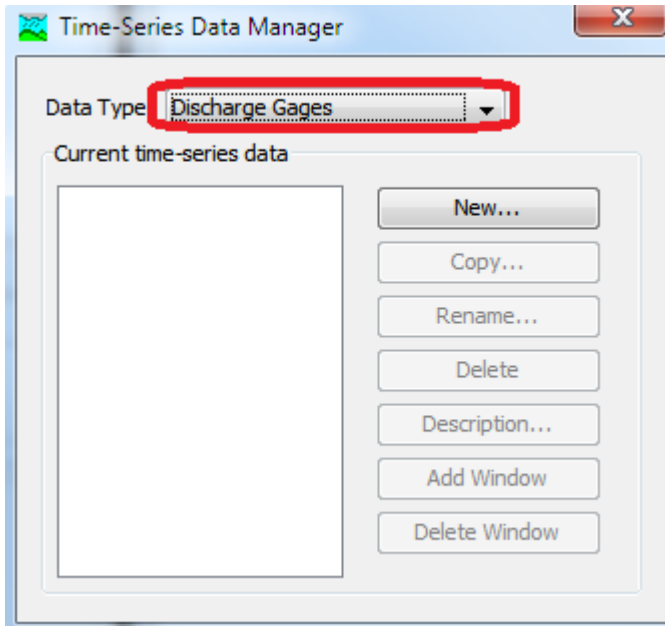 Time-Series Data Manager
Data Type Discharge Gages
Current time-series data
New...
Copy...
Rename...
Delete
Description...
Add Window
Delete Window